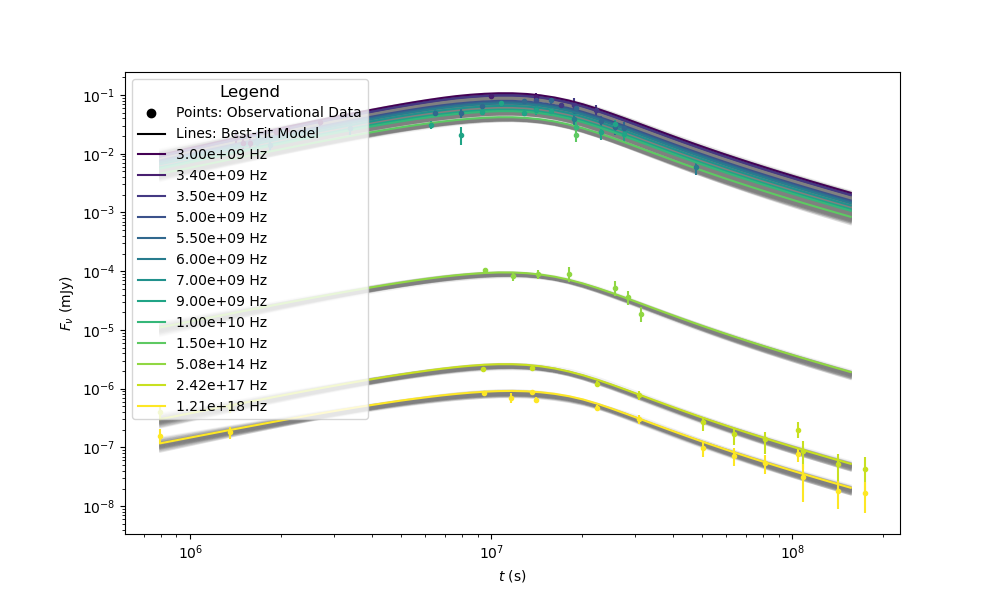 Legend
Points: Observational Data
Lines: Best-Fit Model
3.00e+09 Hz
3.40e+09 Hz
3.50e+09 Hz
5.00e+09 Hz
5.50e+09 Hz
6.00e+09 Hz
7.00e+09 Hz
9.00e+09 Hz
1.00e+10 Hz
1.50e+10 Hz
5.08e+14 Hz
2.42e+17 Hz
1.21e+18 Hz
10⁻¹
10⁻²
10⁻³
10⁻⁴
10⁻⁵
10⁻⁶
10⁻⁷
10⁻⁸
Fᵥ (mJy)
10⁶ 10⁷ 10⁸
t (s)